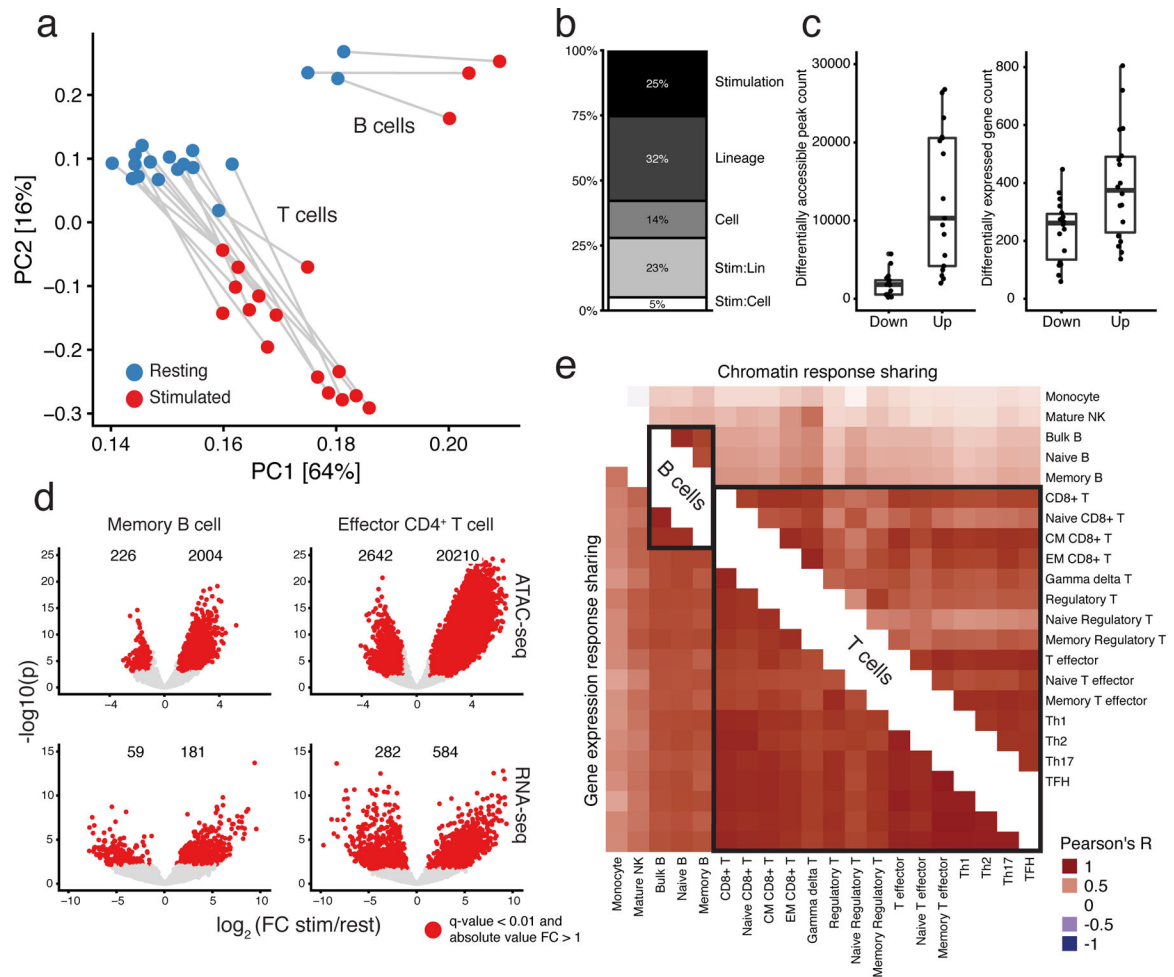 a
0.2
0.1
0.0
−0.1
−0.2
−0.3
PC2 [16%]
B cells
T cells
Resting
Stimulated
0.14
0.16
0.18
0.20
PC1 [64%]
b
100%
75%
50%
25%
0%
25%
32%
14%
23%
5%
Stimulation
Lineage
Cell
Stim:Lin
Stim:Cell
c
Differentially accessible peak count
30000
20000
10000
0
Down
Up
Differentially expressed gene count
800
600
400
200
0
Down
Up
d
Memory B cell
Effector CD4+ T cell
-log10(p)
25
20
15
10
5
0
226
2004
−4
0
4
2642
20210
−4
0
4
ATAC-seq
15
10
5
0
59
181
−10
−5
0
5
10
282
584
−10
−5
0
5
10
RNA-seq
log2 (FC stim/rest)
q-value < 0.01 and
absolute value FC > 1
e
Chromatin response sharing
Gene expression response sharing
B cells
T cells
Monocyte
Mature NK
Bulk B
Naive B
Memory B
CD8+ T
Naive CD8+ T
CM CD8+ T
EM CD8+ T
Gamma delta T
Regulatory T
Naive Regulatory T
Memory Regulatory T
T effector
Naive T effector
Memory T effector
Th1
Th2
Th17
TFH
Monocyte
Mature NK
Bulk B
Naive B
Memory B
CD8+ T
Naive CD8+ T
CM CD8+ T
EM CD8+ T
Gamma delta T
Regulatory T
Naive Regulatory T
Memory Regulatory T
T effector
Naive T effector
Memory T effector
Th1
Th2
Th17
TFH
Pearson's R
1
0.5
0
-0.5
-1